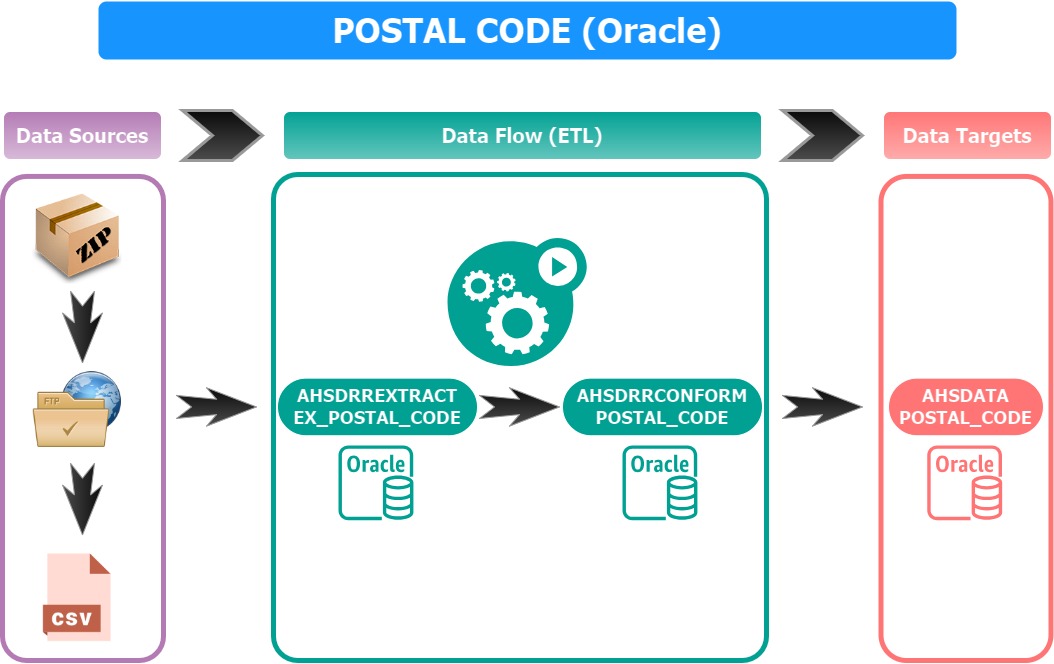 POSTAL CODE (Oracle)
Data Sources
Data Flow (ETL)
Data Targets
ZIP
FTP
CSV
AHSDRREXTRACT
EX_POSTAL_CODE
Oracle
AHSDRRCONFORM
POSTAL_CODE
Oracle
AHSDATA
POSTAL_CODE
Oracle